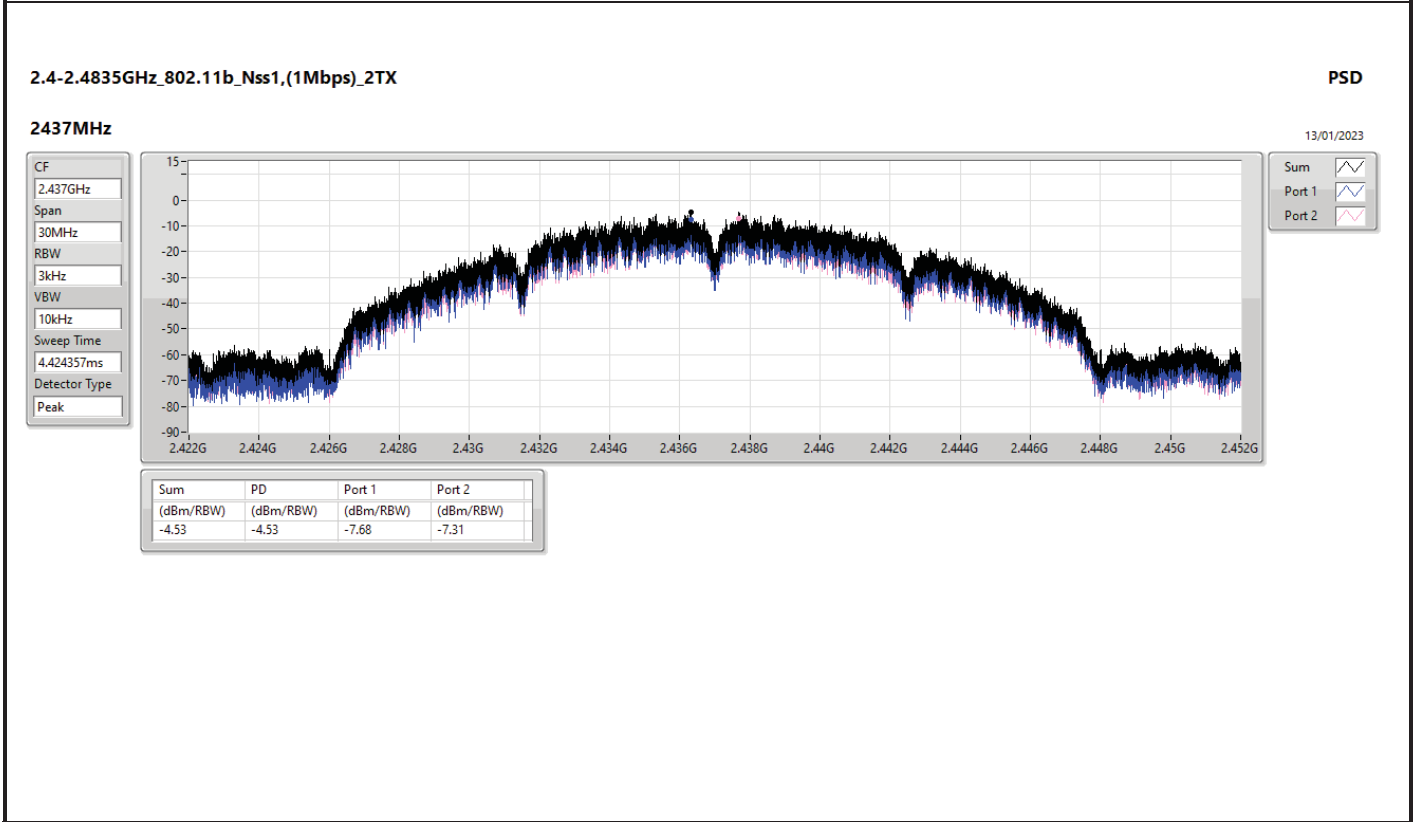 2.4-2.4835GHz_802.11b_Nss1,(1Mbps)_2TX
PSD
2437MHz
13/01/2023
CF
2.437GHz
Span
30MHz
RBW
3kHz
VBW
10kHz
Sweep Time
4.424357ms
Detector Type
Peak
15-
0-
-10-
-20-
-30-
-40-
-50-
-60-
-70-
-80-
-90-
2.422G 2.424G 2.426G 2.428G 2.43G 2.432G 2.434G 2.436G 2.438G 2.44G 2.442G 2.444G 2.446G 2.448G 2.45G 2.452G
Sum
Port 1
Port 2
Sum PD Port 1 Port 2
(dBm/RBW) (dBm/RBW) (dBm/RBW) (dBm/RBW)
-4.53 -4.53 -7.68 -7.31